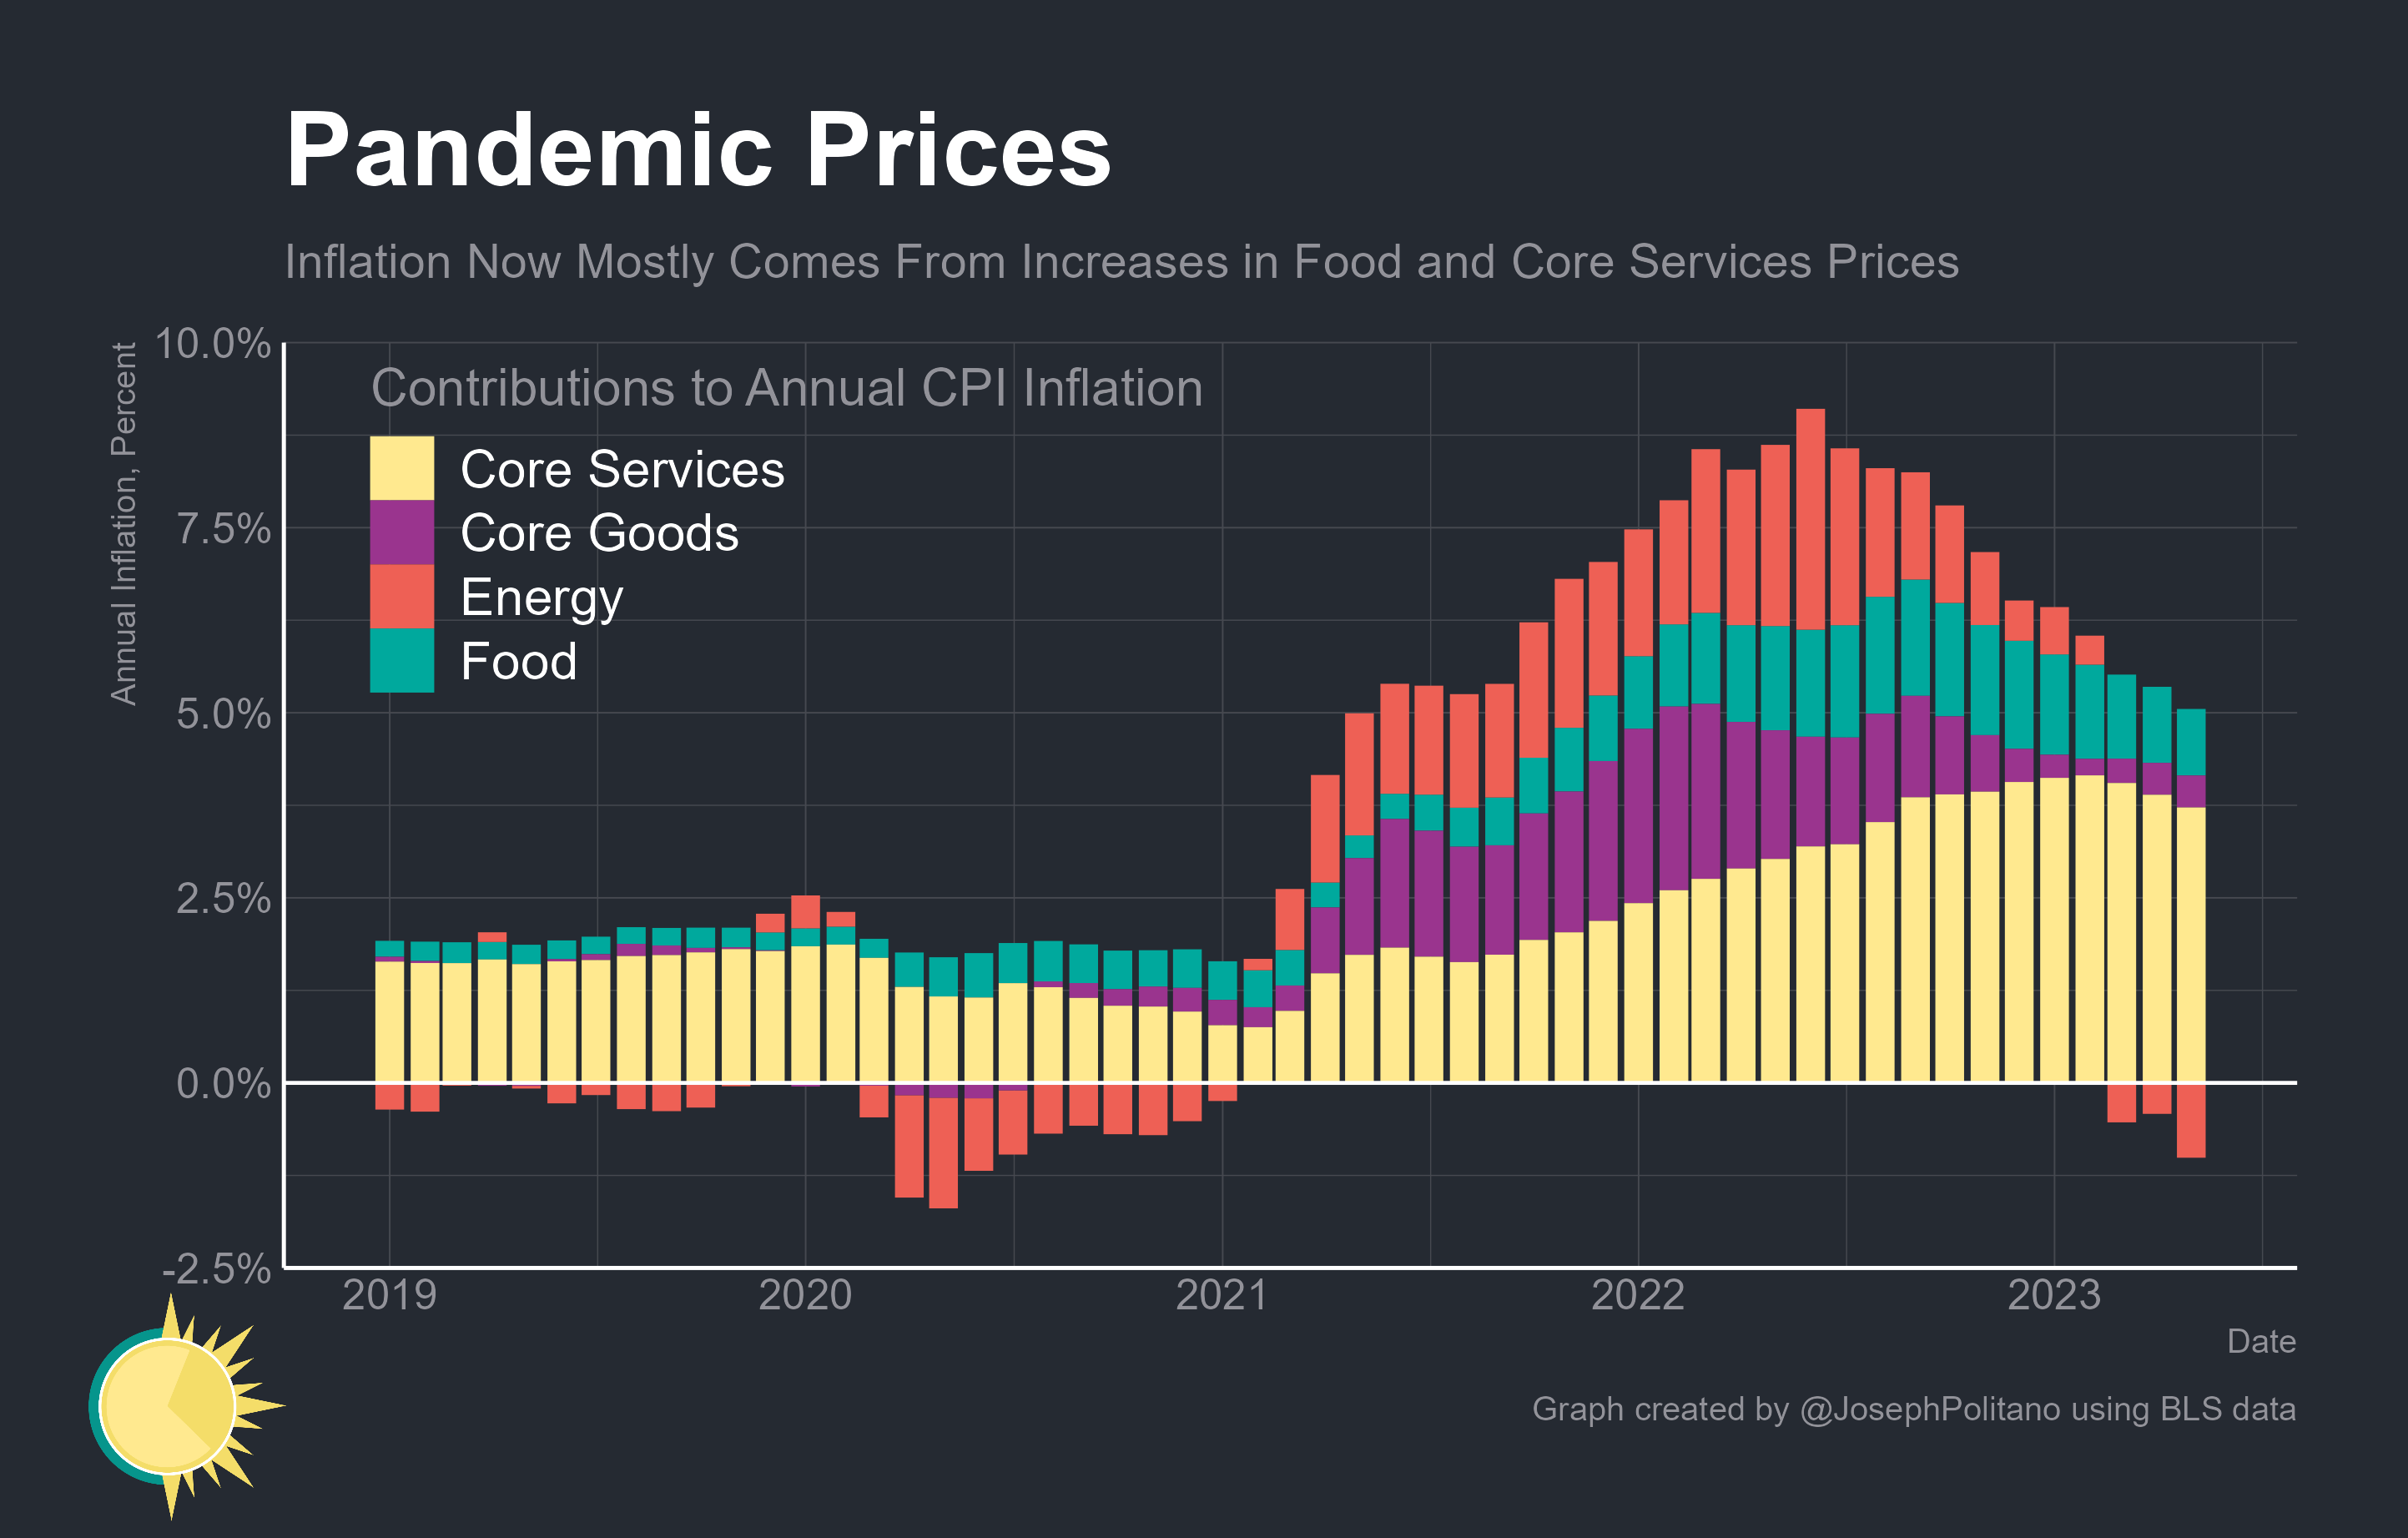 Pandemic Prices
Inflation Now Mostly Comes From Increases in Food and Core Services Prices
Annual Inflation, Percent
10.0%
7.5%
5.0%
2.5%
0.0%
-2.5%
Contributions to Annual CPI Inflation
Core Services
Core Goods
Energy
Food
2019 2020 2021 2022 2023
Date
Graph created by @JosephPolitano using BLS data